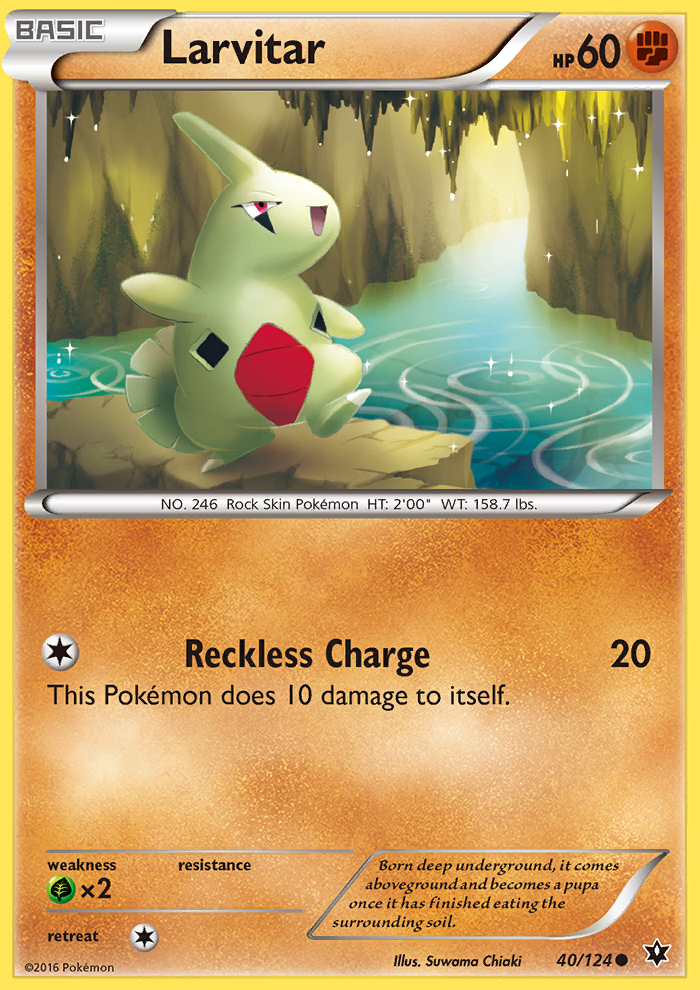 BASIC
Larvitar
HP60
NO. 246 Rock Skin Pokémon HT: 2'00" WT: 158.7 lbs.
Reckless Charge 20
This Pokémon does 10 damage to itself.
weakness resistance
×2
retreat
Born deep underground, it comes
aboveground and becomes a pupa
once it has finished eating the
surrounding soil.
©2016 Pokémon
Illus. Suwama Chiaki 40/124